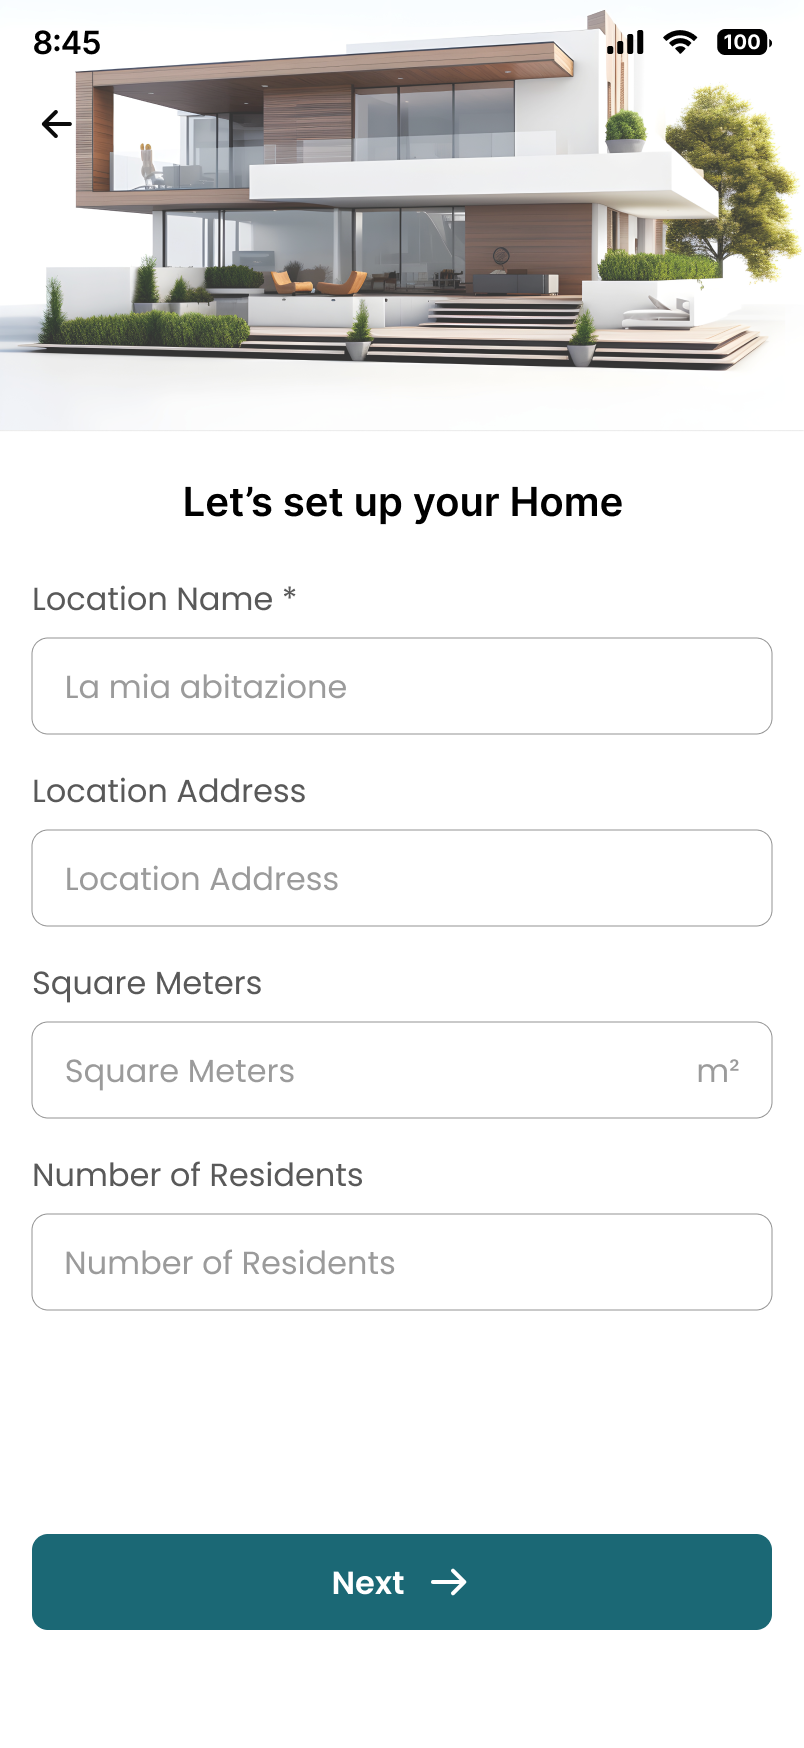 8:45
100
Let’s set up your Home
Location Name *
La mia abitazione
Location Address
Location Address
Square Meters
Square Meters m²
Number of Residents
Number of Residents
Next